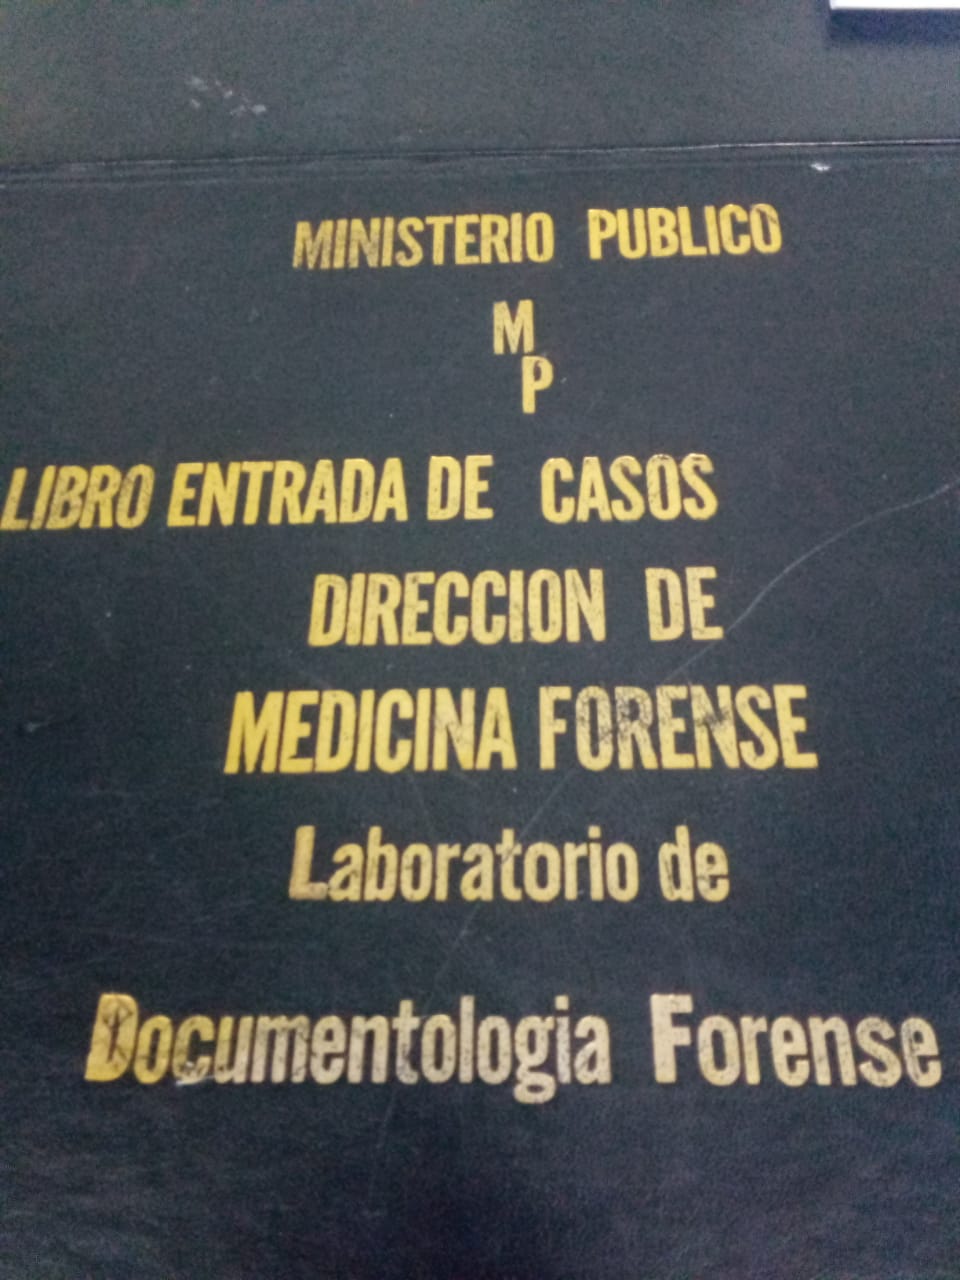 MINISTERIO PUBLICO
M
P
LIBRO ENTRADA DE CASOS
DIRECCION DE
MEDICINA FORENSE
Laboratorio de
Documentologia Forense